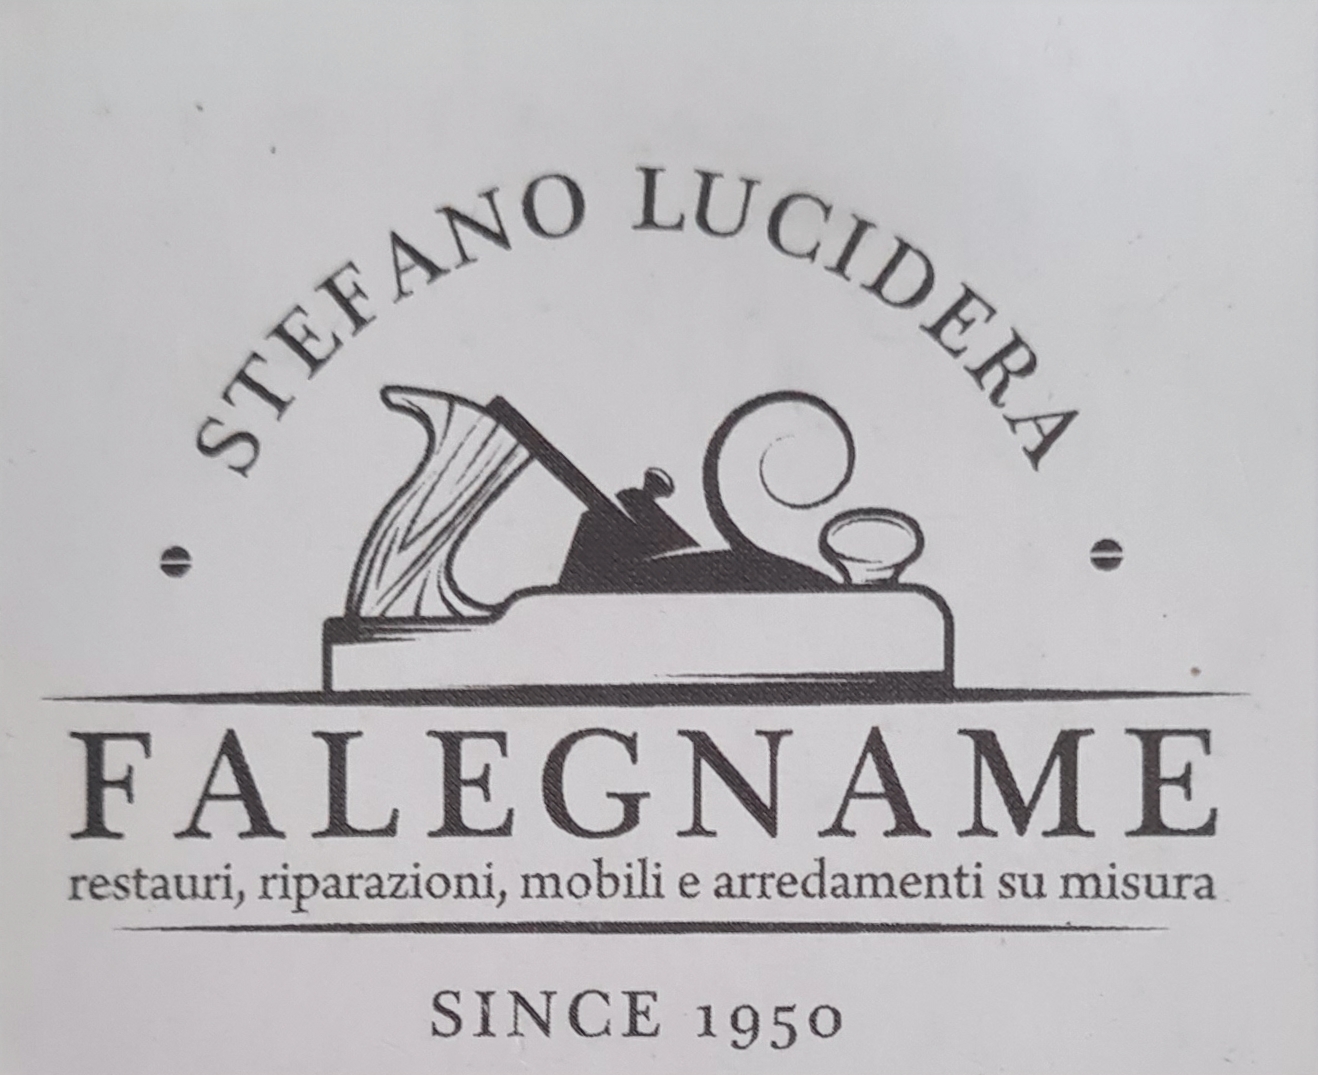 STEFANO LUCIDERA
FALEGNAME
restauri, riparazioni, mobili e arredamenti su misura
SINCE 1950